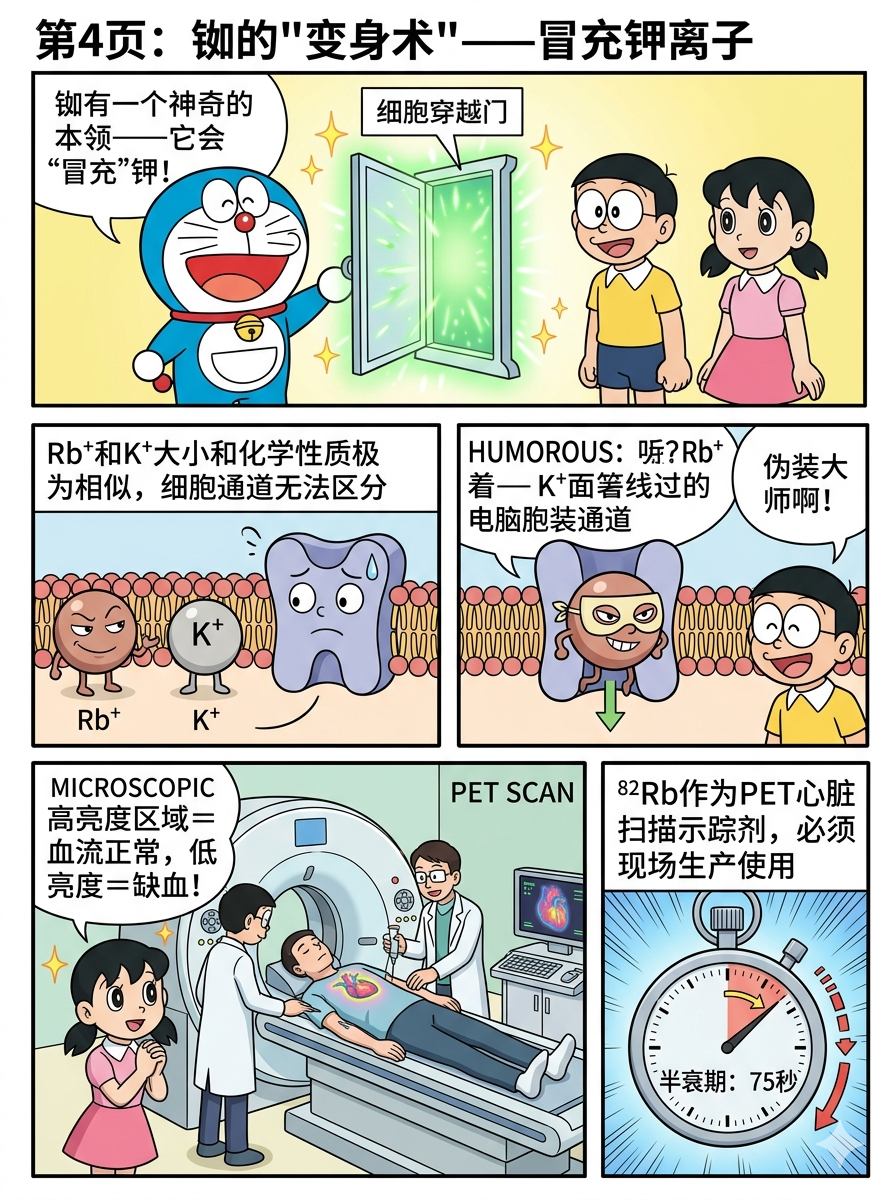 第4页：铷的"变身术"——冒充钾离子
铷有一个神奇的
本领——它会
“冒充”钾！
细胞穿越门
Rb⁺和K⁺大小和化学性质极
为相似，细胞通道无法区分
K⁺
Rb⁺
K⁺
HUMOROUS：哌？Rb⁺
着— K⁺面箸线过的
电脑胞装通道
伪装大
师啊！
MICROSCOPIC
高亮度区域＝
血流正常，低
亮度＝缺血！
PET SCAN
⁸²Rb作为PET心脏
扫描示踪剂，必须
现场生产使用
半衰期：75秒